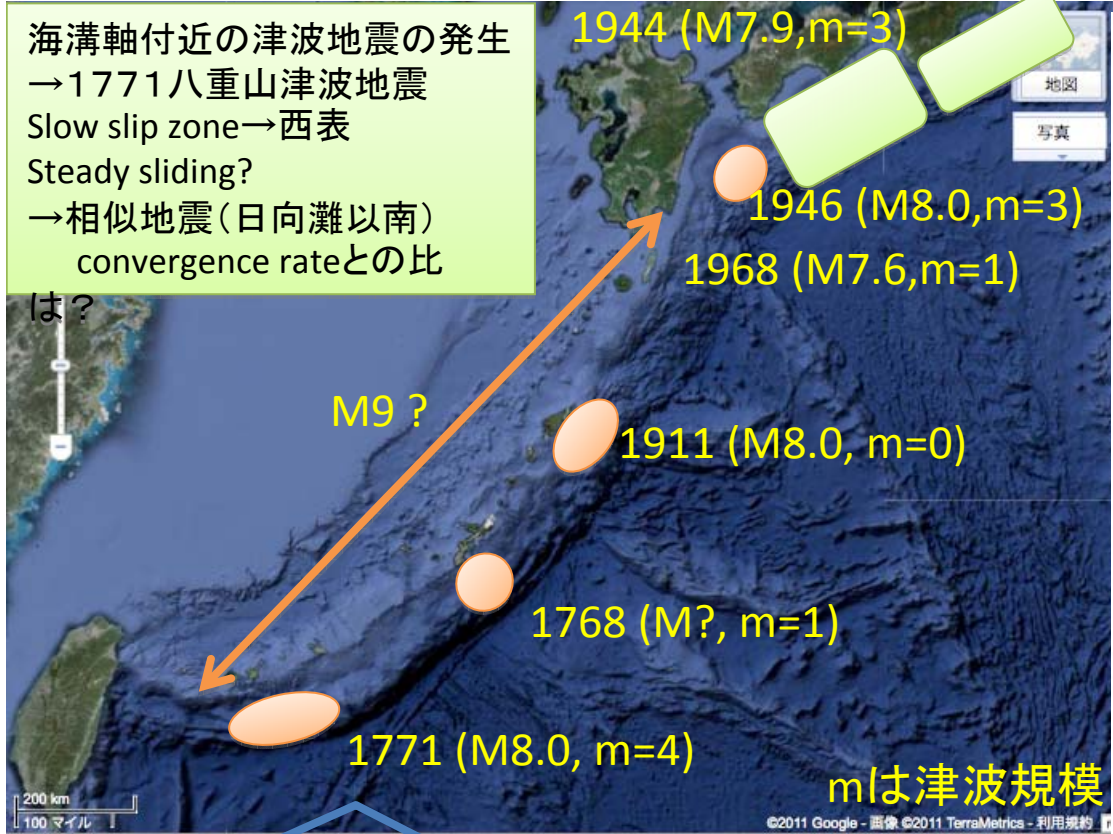 海溝軸付近の津波地震の発生
→1771八重山津波地震
Slow slip zone→西表
Steady sliding?
→相似地震(日向灘以南)
convergence rateとの比
は?
1944 (M7.9,m=3)
地図
写真
1946 (M8.0,m=3)
1968 (M7.6,m=1)
M9 ?
1911 (M8.0, m=0)
1768 (M?, m=1)
1771 (M8.0, m=4)
mは津波規模
200 km
100 マイル
©2011 Google - 画像 ©2011 TerraMetrics - 利用規約